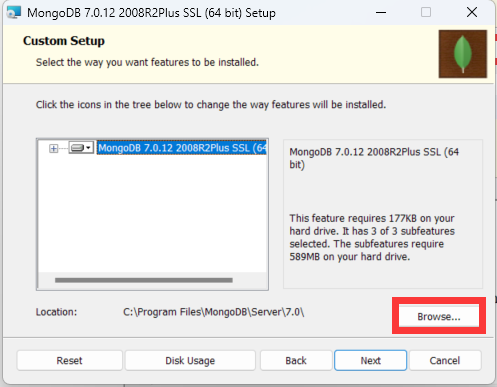 MongoDB 7.0.12 2008R2Plus SSL (64 bit) Setup
Custom Setup
Select the way you want features to be installed.
Click the icons in the tree below to change the way features will be installed.
MongoDB 7.0.12 2008R2Plus SSL (64
MongoDB 7.0.12 2008R2Plus SSL (64
bit)
This feature requires 177KB on your
hard drive. It has 3 of 3 subfeatures
selected. The subfeatures require
589MB on your hard drive.
Location:
C:\Program Files\MongoDB\Server\7.0\
Browse...
Reset
Disk Usage
Back
Next
Cancel